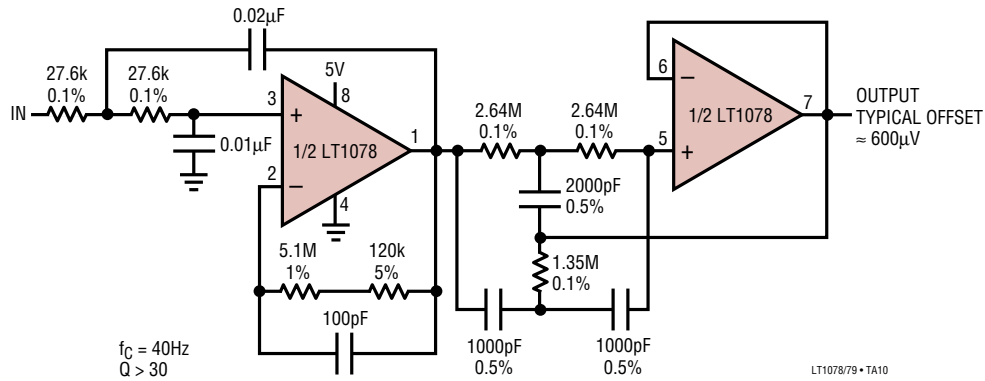 0.02µF
27.6k
0.1%
27.6k
0.1%
IN
0.01µF
3
+
2
–
1/2 LT1078
5V
8
4
1
5.1M
1%
120k
5%
100pF
2.64M
0.1%
2.64M
0.1%
2000pF
0.5%
1.35M
0.1%
1000pF
0.5%
1000pF
0.5%
6
–
5
+
1/2 LT1078
7
OUTPUT
TYPICAL OFFSET
≈ 600µV
fC = 40Hz
Q > 30
LT1078/79 • TA10